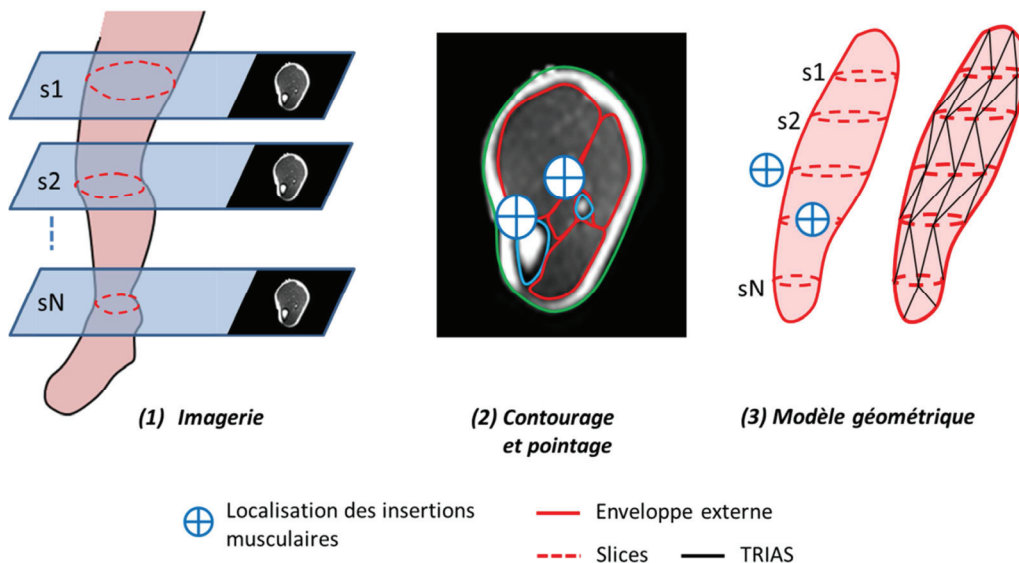 s1
s2
sN
s1
s2
sN
(1) Imagerie
(2) Contourage
et pointage
(3) Modèle géométrique
Localisation des insertions
musculaires
Enveloppe externe
Slices
TRIAS